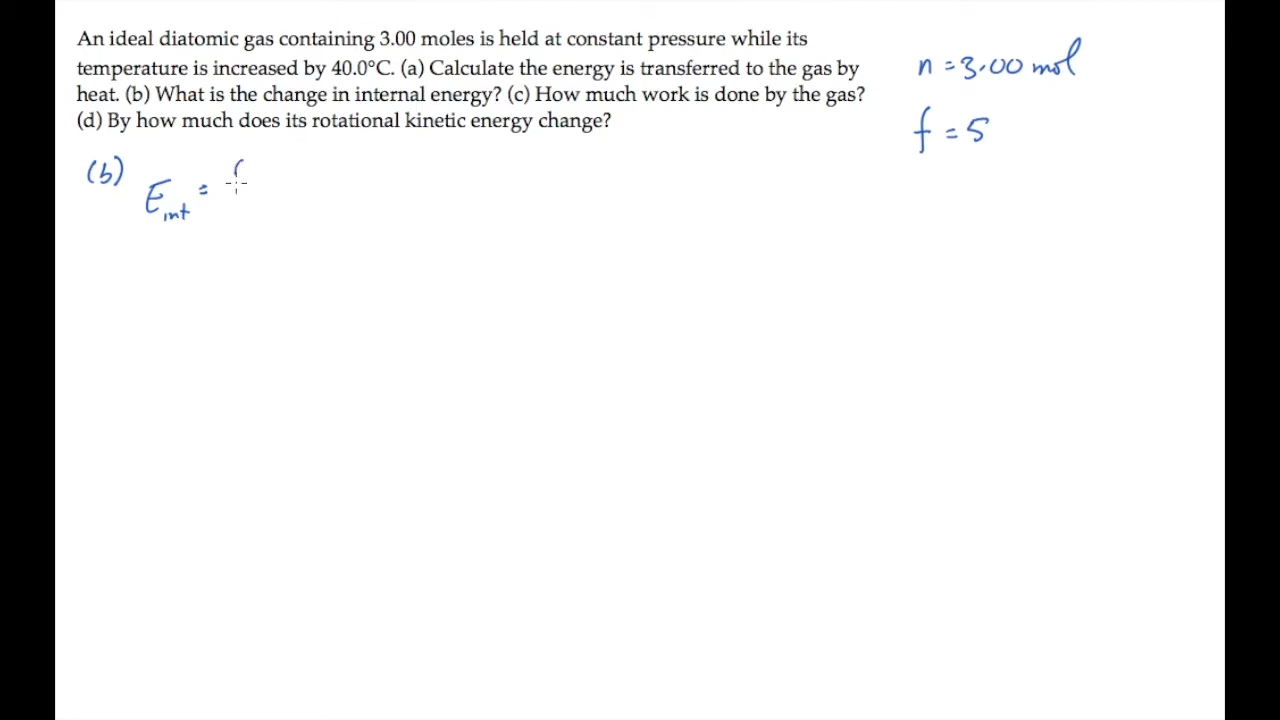 An ideal diatomic gas containing 3.00 moles is held at constant pressure while its
temperature is increased by 40.0°C. (a) Calculate the energy is transferred to the gas by
heat. (b) What is the change in internal energy? (c) How much work is done by the gas?
(d) By how much does its rotational kinetic energy change?
n = 3.00 mol
f = 5
(b) E_int =